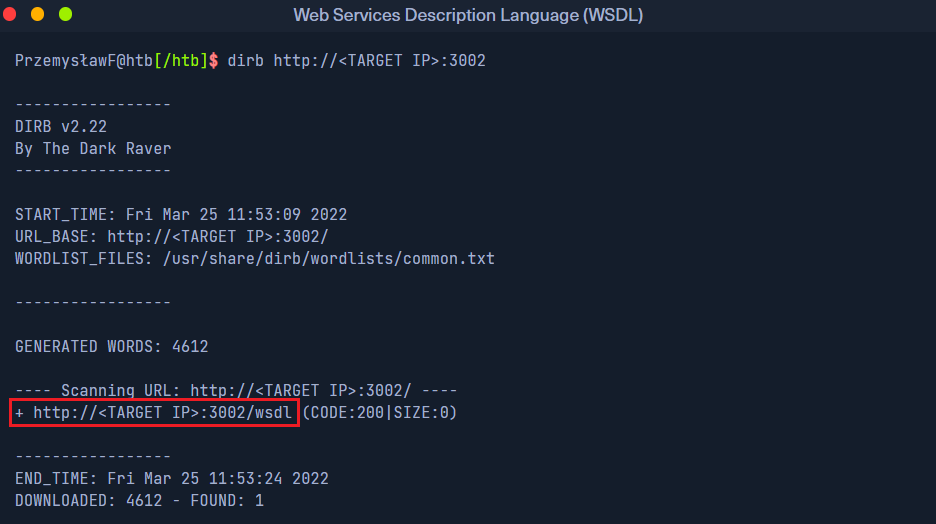 Web Services Description Language (WSDL)
PrzemysławF@htb[/htb]$ dirb http://<TARGET IP>:3002
-----------------
DIRB v2.22
By The Dark Raver
-----------------
START_TIME: Fri Mar 25 11:53:09 2022
URL_BASE: http://<TARGET IP>:3002/
WORDLIST_FILES: /usr/share/dirb/wordlists/common.txt
-----------------
GENERATED WORDS: 4612
---- Scanning URL: http://<TARGET IP>:3002/ ----
+ http://<TARGET IP>:3002/wsdl (CODE:200|SIZE:0)
-----------------
END_TIME: Fri Mar 25 11:53:24 2022
DOWNLOADED: 4612 - FOUND: 1